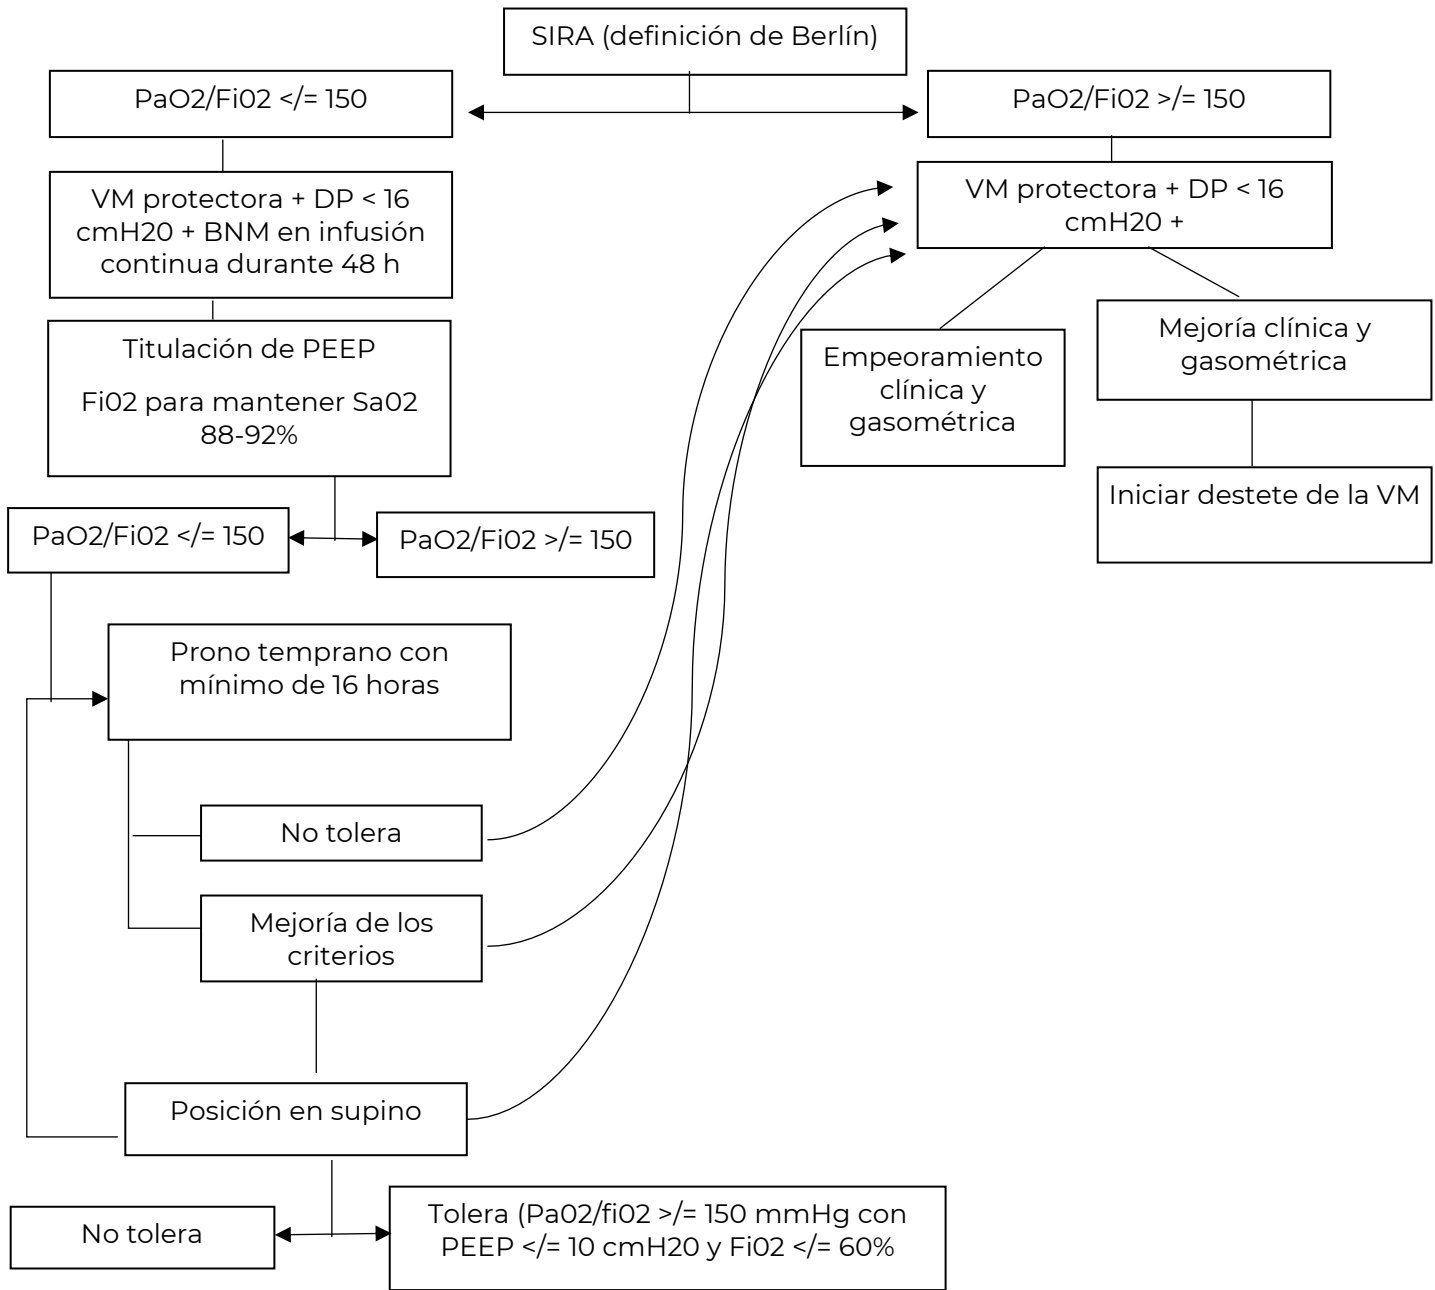 SIRA (definición de Berlín)
PaO2/Fi02 </= 150
PaO2/Fi02 >/= 150
VM protectora + DP < 16
cmH20 + BNM en infusión
continua durante 48 h
VM protectora + DP < 16
cmH20 +
Titulación de PEEP
Fi02 para mantener Sa02
88-92%
Empeoramiento
clínica y
gasométrica
Mejoría clínica y
gasométrica
Iniciar destete de la VM
PaO2/Fi02 </= 150
PaO2/Fi02 >/= 150
Prono temprano con
mínimo de 16 horas
No tolera
Mejoría de los
criterios
Posición en supino
No tolera
Tolera (Pa02/fi02 >/= 150 mmHg con
PEEP </= 10 cmH20 y Fi02 </= 60%